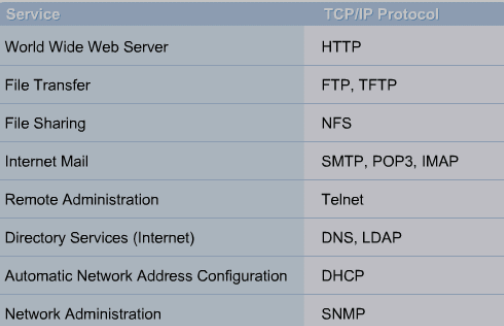 Service TCP/IP Protocol
World Wide Web Server HTTP
File Transfer FTP, TFTP
File Sharing NFS
Internet Mail SMTP, POP3, IMAP
Remote Administration Telnet
Directory Services (Internet) DNS, LDAP
Automatic Network Address Configuration DHCP
Network Administration SNMP